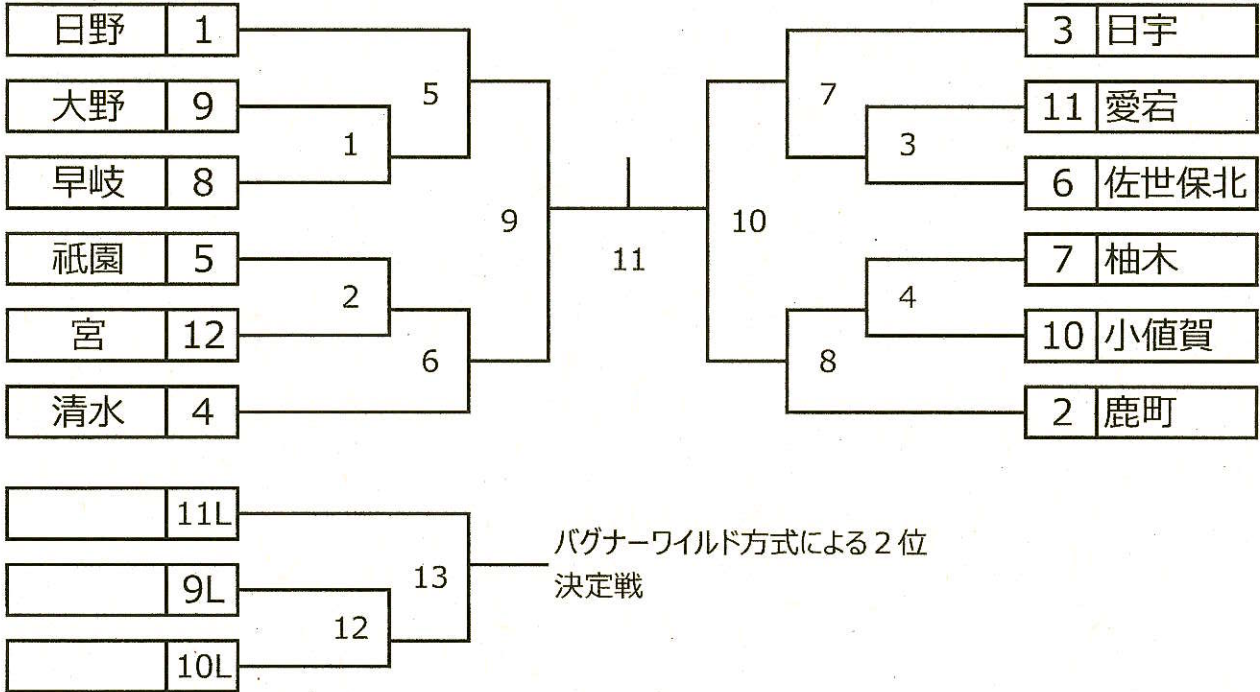 日野 1
大野 9
早岐 8
祇園 5
宮 12
清水 4
5
1
2
6
9
11
10
7
3
4
8
3 日宇
11 愛宕
6 佐世保北
7 柚木
10 小値賀
2 鹿町
11L
9L
10L
13
12
バグナーワイルド方式による2位
決定戦